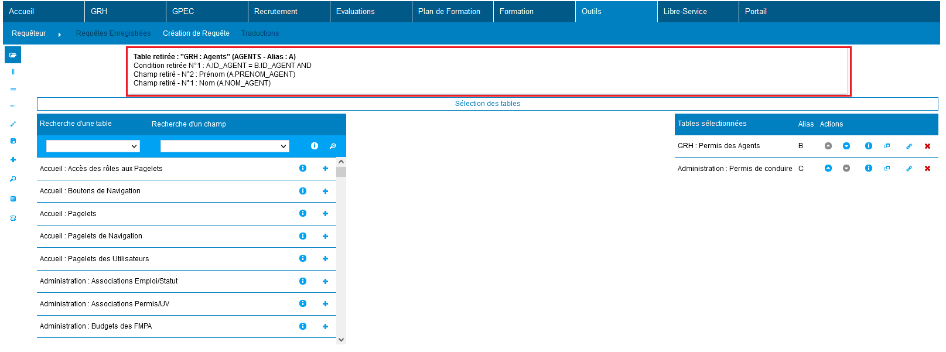 Accueil GRH GPEC Recrutement Evaluations Plan de Formation Formation Outils Libre-Service Portail
Requêteur Requêtes Enregistrées Création de Requête Traductions
Table retirée : "GRH : Agents" (AGENTS - Alias : A)
Condition retirée N°1 : A.ID_AGENT = B.ID_AGENT AND
Champ retiré - N°2 : Prénom (A.PRENOM_AGENT)
Champ retiré - N°1 : Nom (A.NOM_AGENT)
Sélection des tables
Recherche d'une table Recherche d'un champ
Accueil : Accès des rôles aux Pagelets
Accueil : Boutons de Navigation
Accueil : Pagelets
Accueil : Pagelets de Navigation
Accueil : Pagelets des Utilisateurs
Administration : Associations Emploi/Statut
Administration : Associations Permis/UV
Administration : Budgets des FMPA
Tables sélectionnées Alias Actions
GRH : Permis des Agents B
Administration : Permis de conduire C